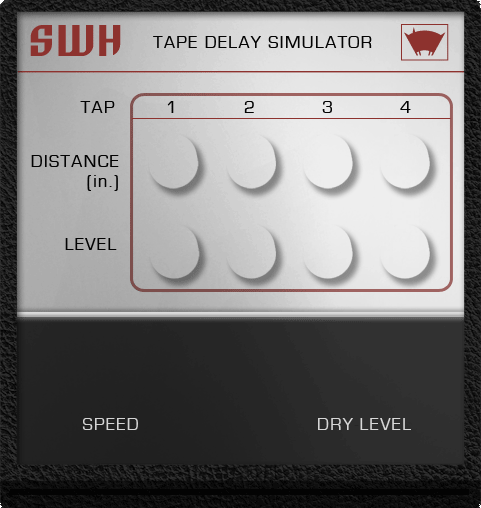 SWH TAPE DELAY SIMULATOR
TAP 1 2 3 4
DISTANCE
(in.)
LEVEL
SPEED DRY LEVEL